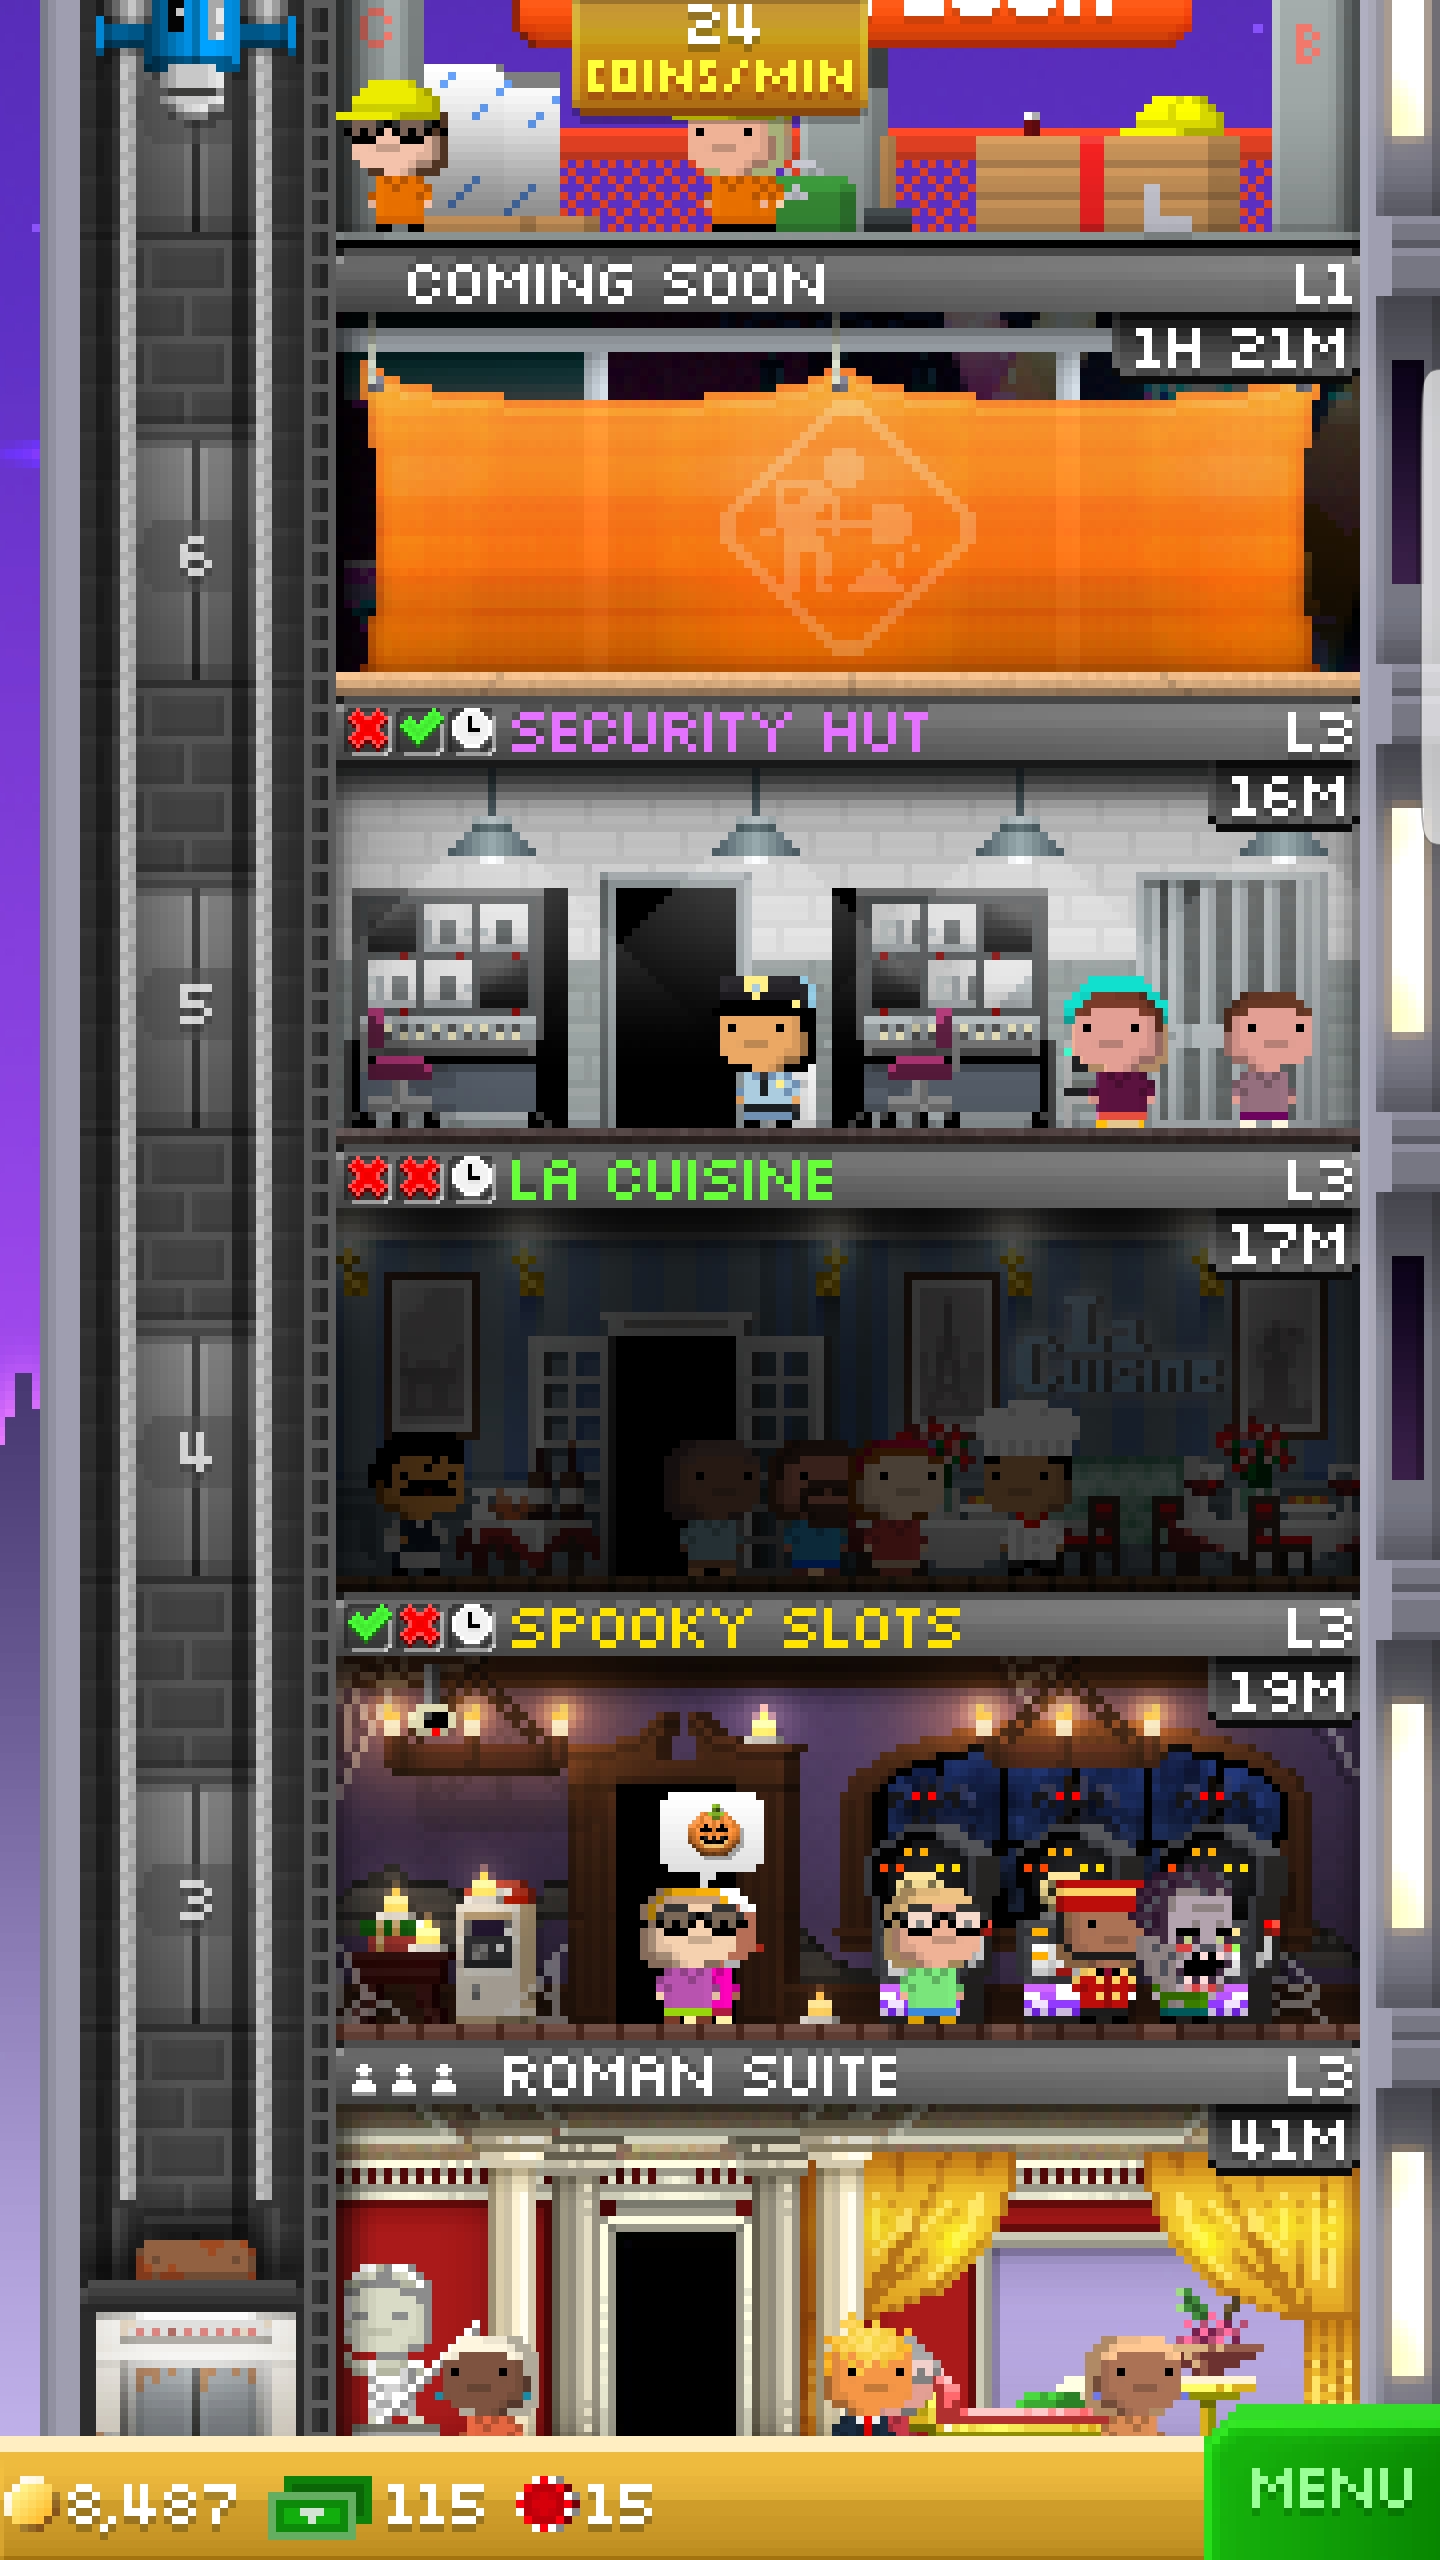 C
24
COINS/MIN
SOON
B
COMING SOON L1
1H 21M
6
SECURITY HUT L3
16M
5
LA CUISINE L3
17M
La
Cuisine
4
SPOOKY SLOTS L3
19M
3
ROMAN SUITE L3
41M
8,487 115 15
MENU